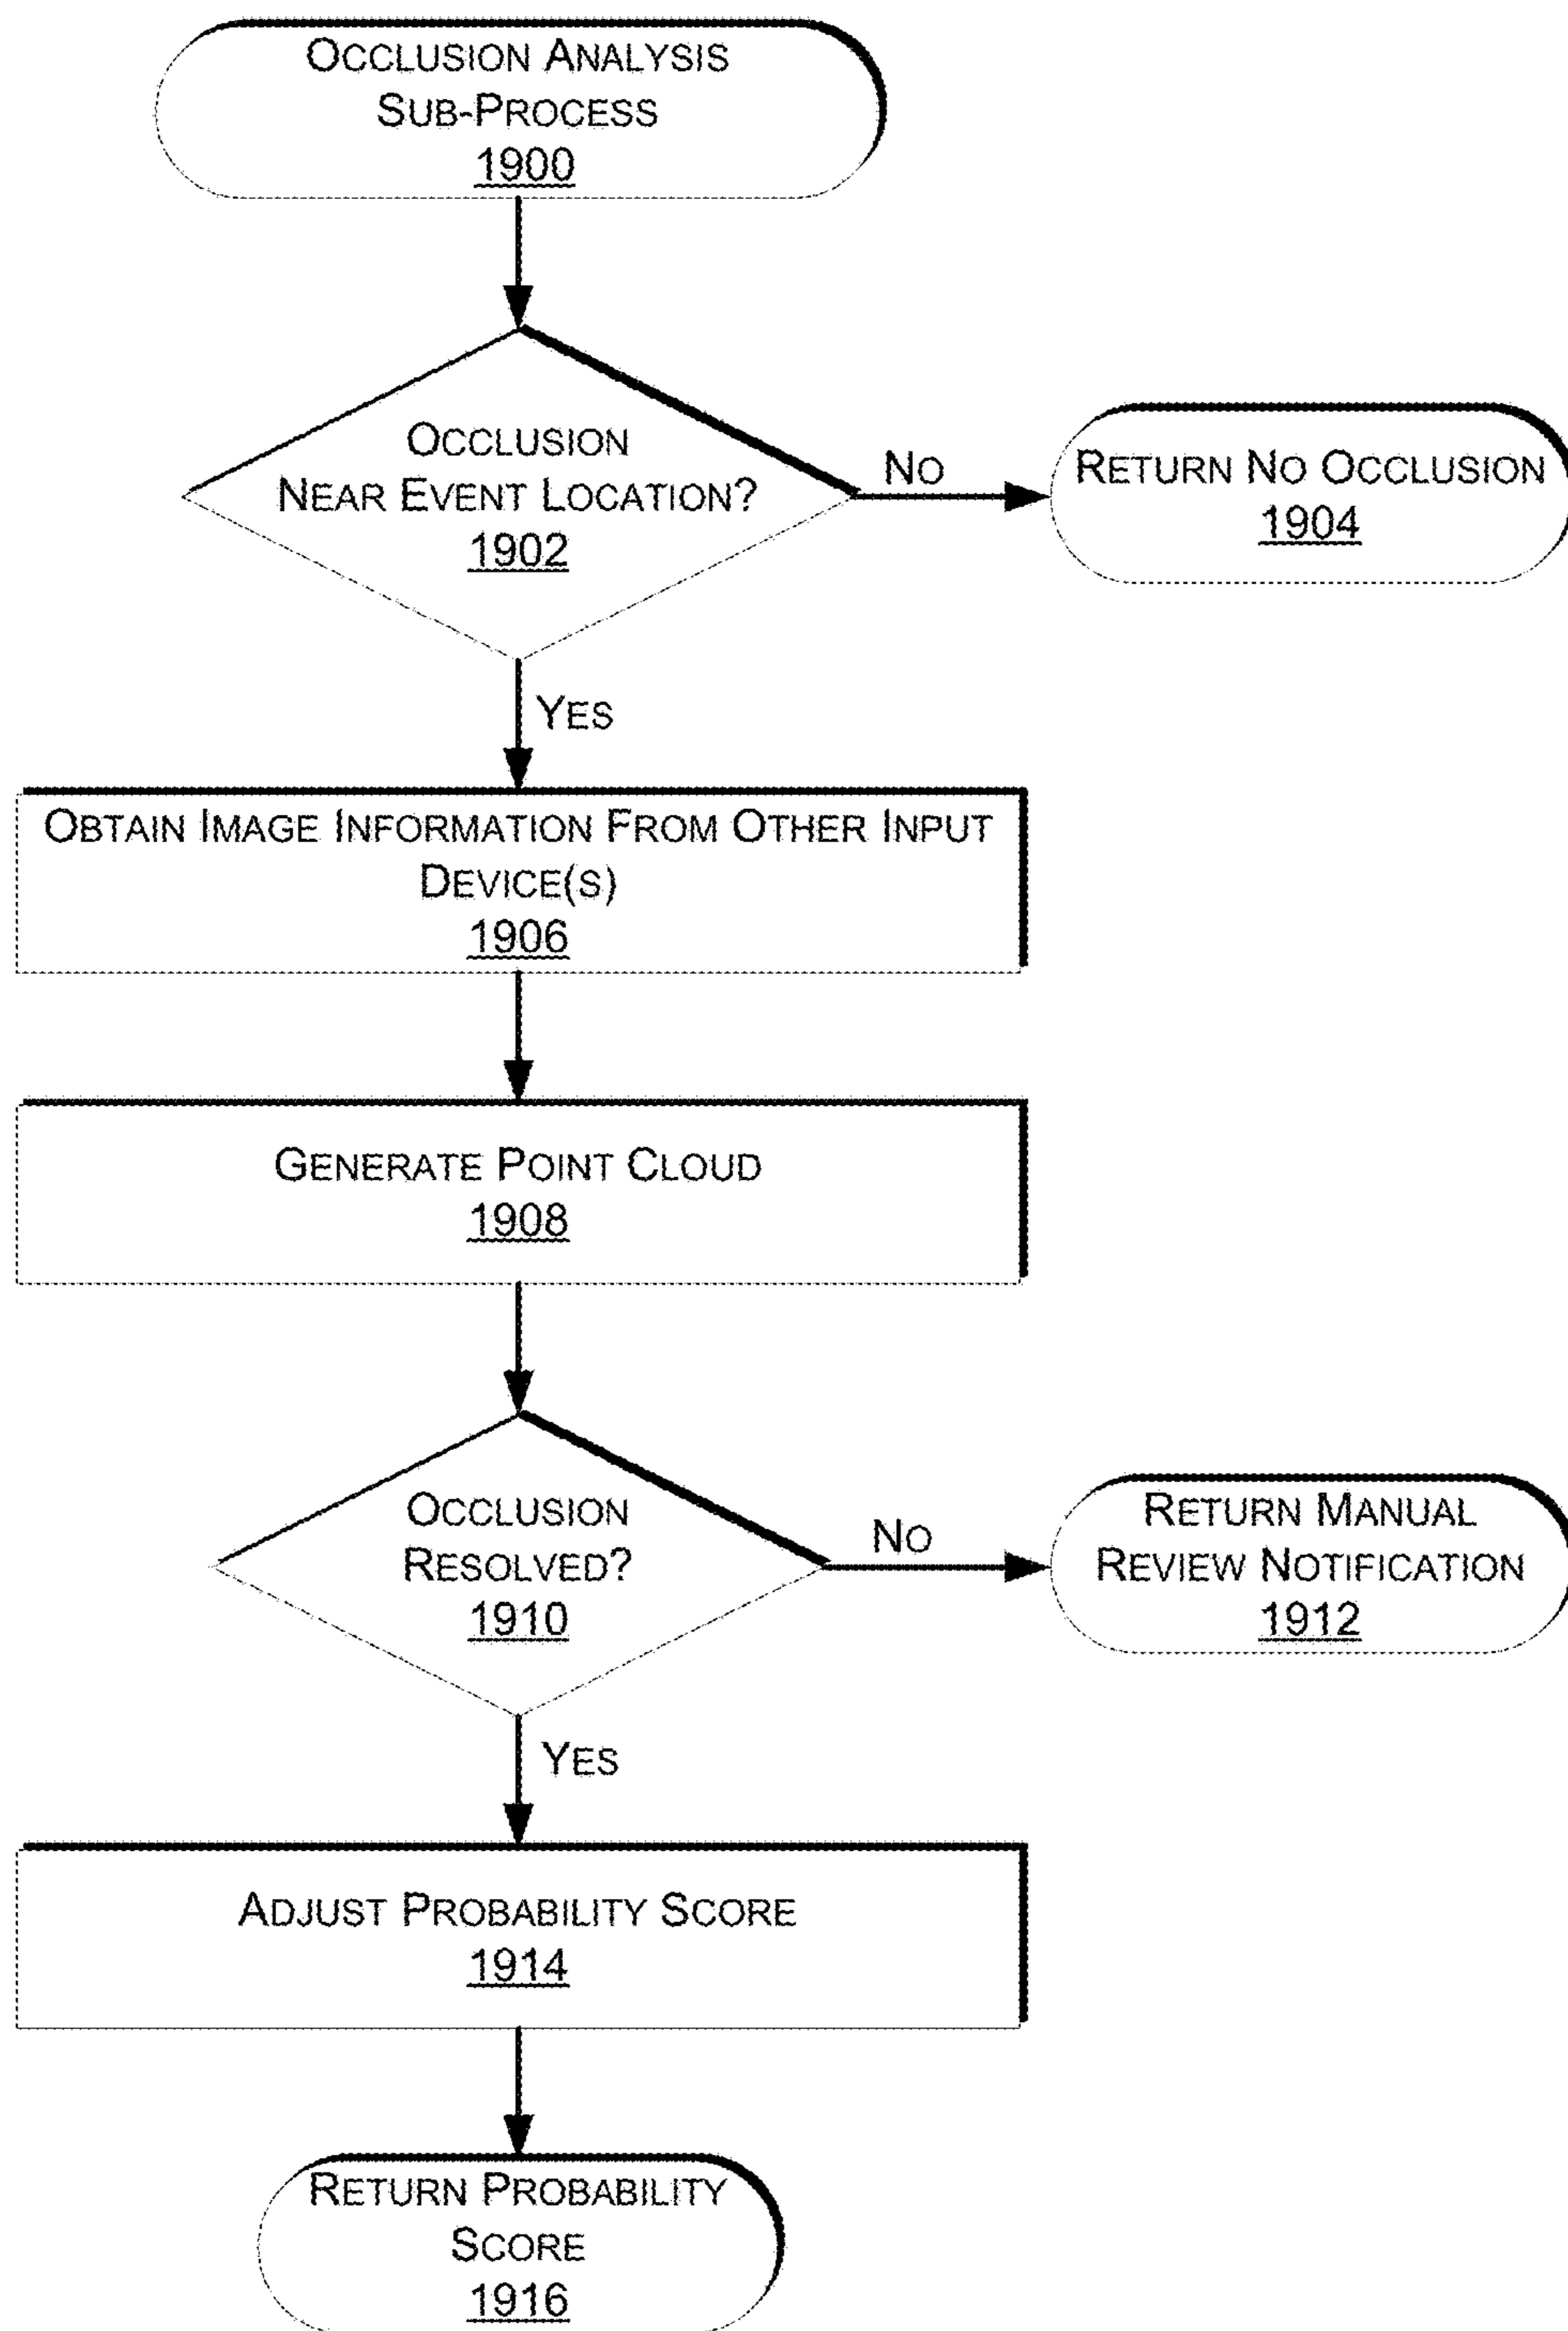 Occlusion Analysis
Sub-Process
1900
Occlusion
Near Event Location?
1902
No
Return No Occlusion
1904
Yes
Obtain Image Information From Other Input
Device(s)
1906
Generate Point Cloud
1908
Occlusion
Resolved?
1910
No
Return Manual
Review Notification
1912
Yes
Adjust Probability Score
1914
Return Probability
Score
1916